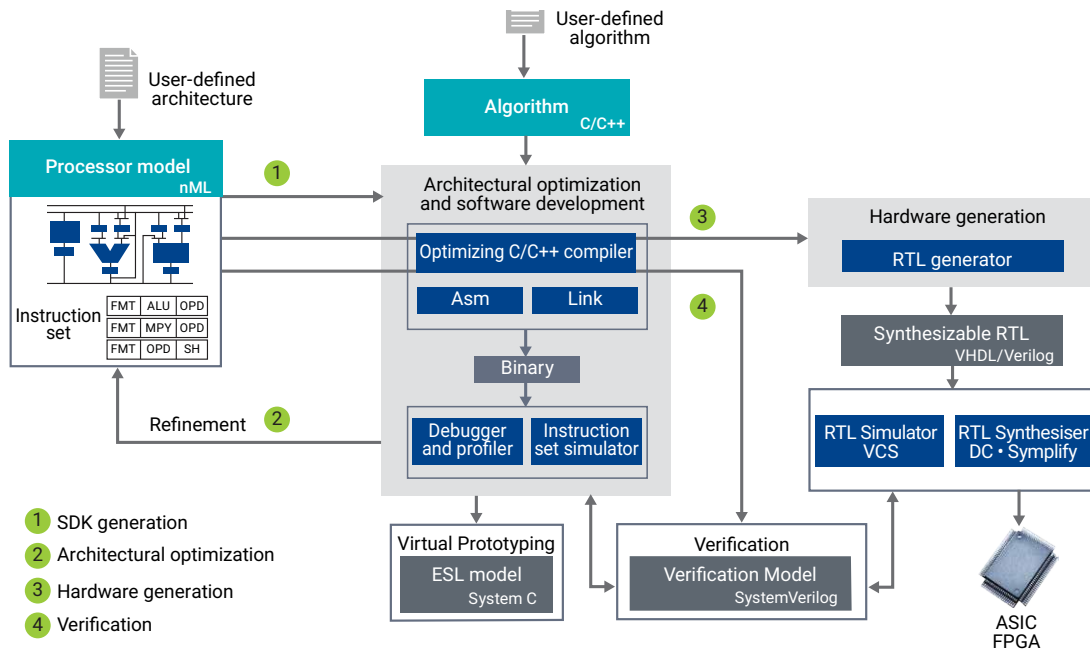 User-defined
algorithm
User-defined
architecture
Algorithm
C/C++
Processor model
nML
1
Architectural optimization
and software development
3
Hardware generation
Optimizing C/C++ compiler
RTL generator
Asm
Link
4
FMT ALU OPD
Instruction
set
FMT MPY OPD
FMT OPD SH
Synthesizable RTL
VHDL/Verilog
Binary
Refinement
2
Debugger
and profiler
Instruction
set simulator
RTL Simulator
VCS
RTL Synthesiser
DC • Symplify
1 SDK generation
2 Architectural optimization
3 Hardware generation
4 Verification
Virtual Prototyping
ESL model
System C
Verification
Verification Model
SystemVerilog
ASIC
FPGA